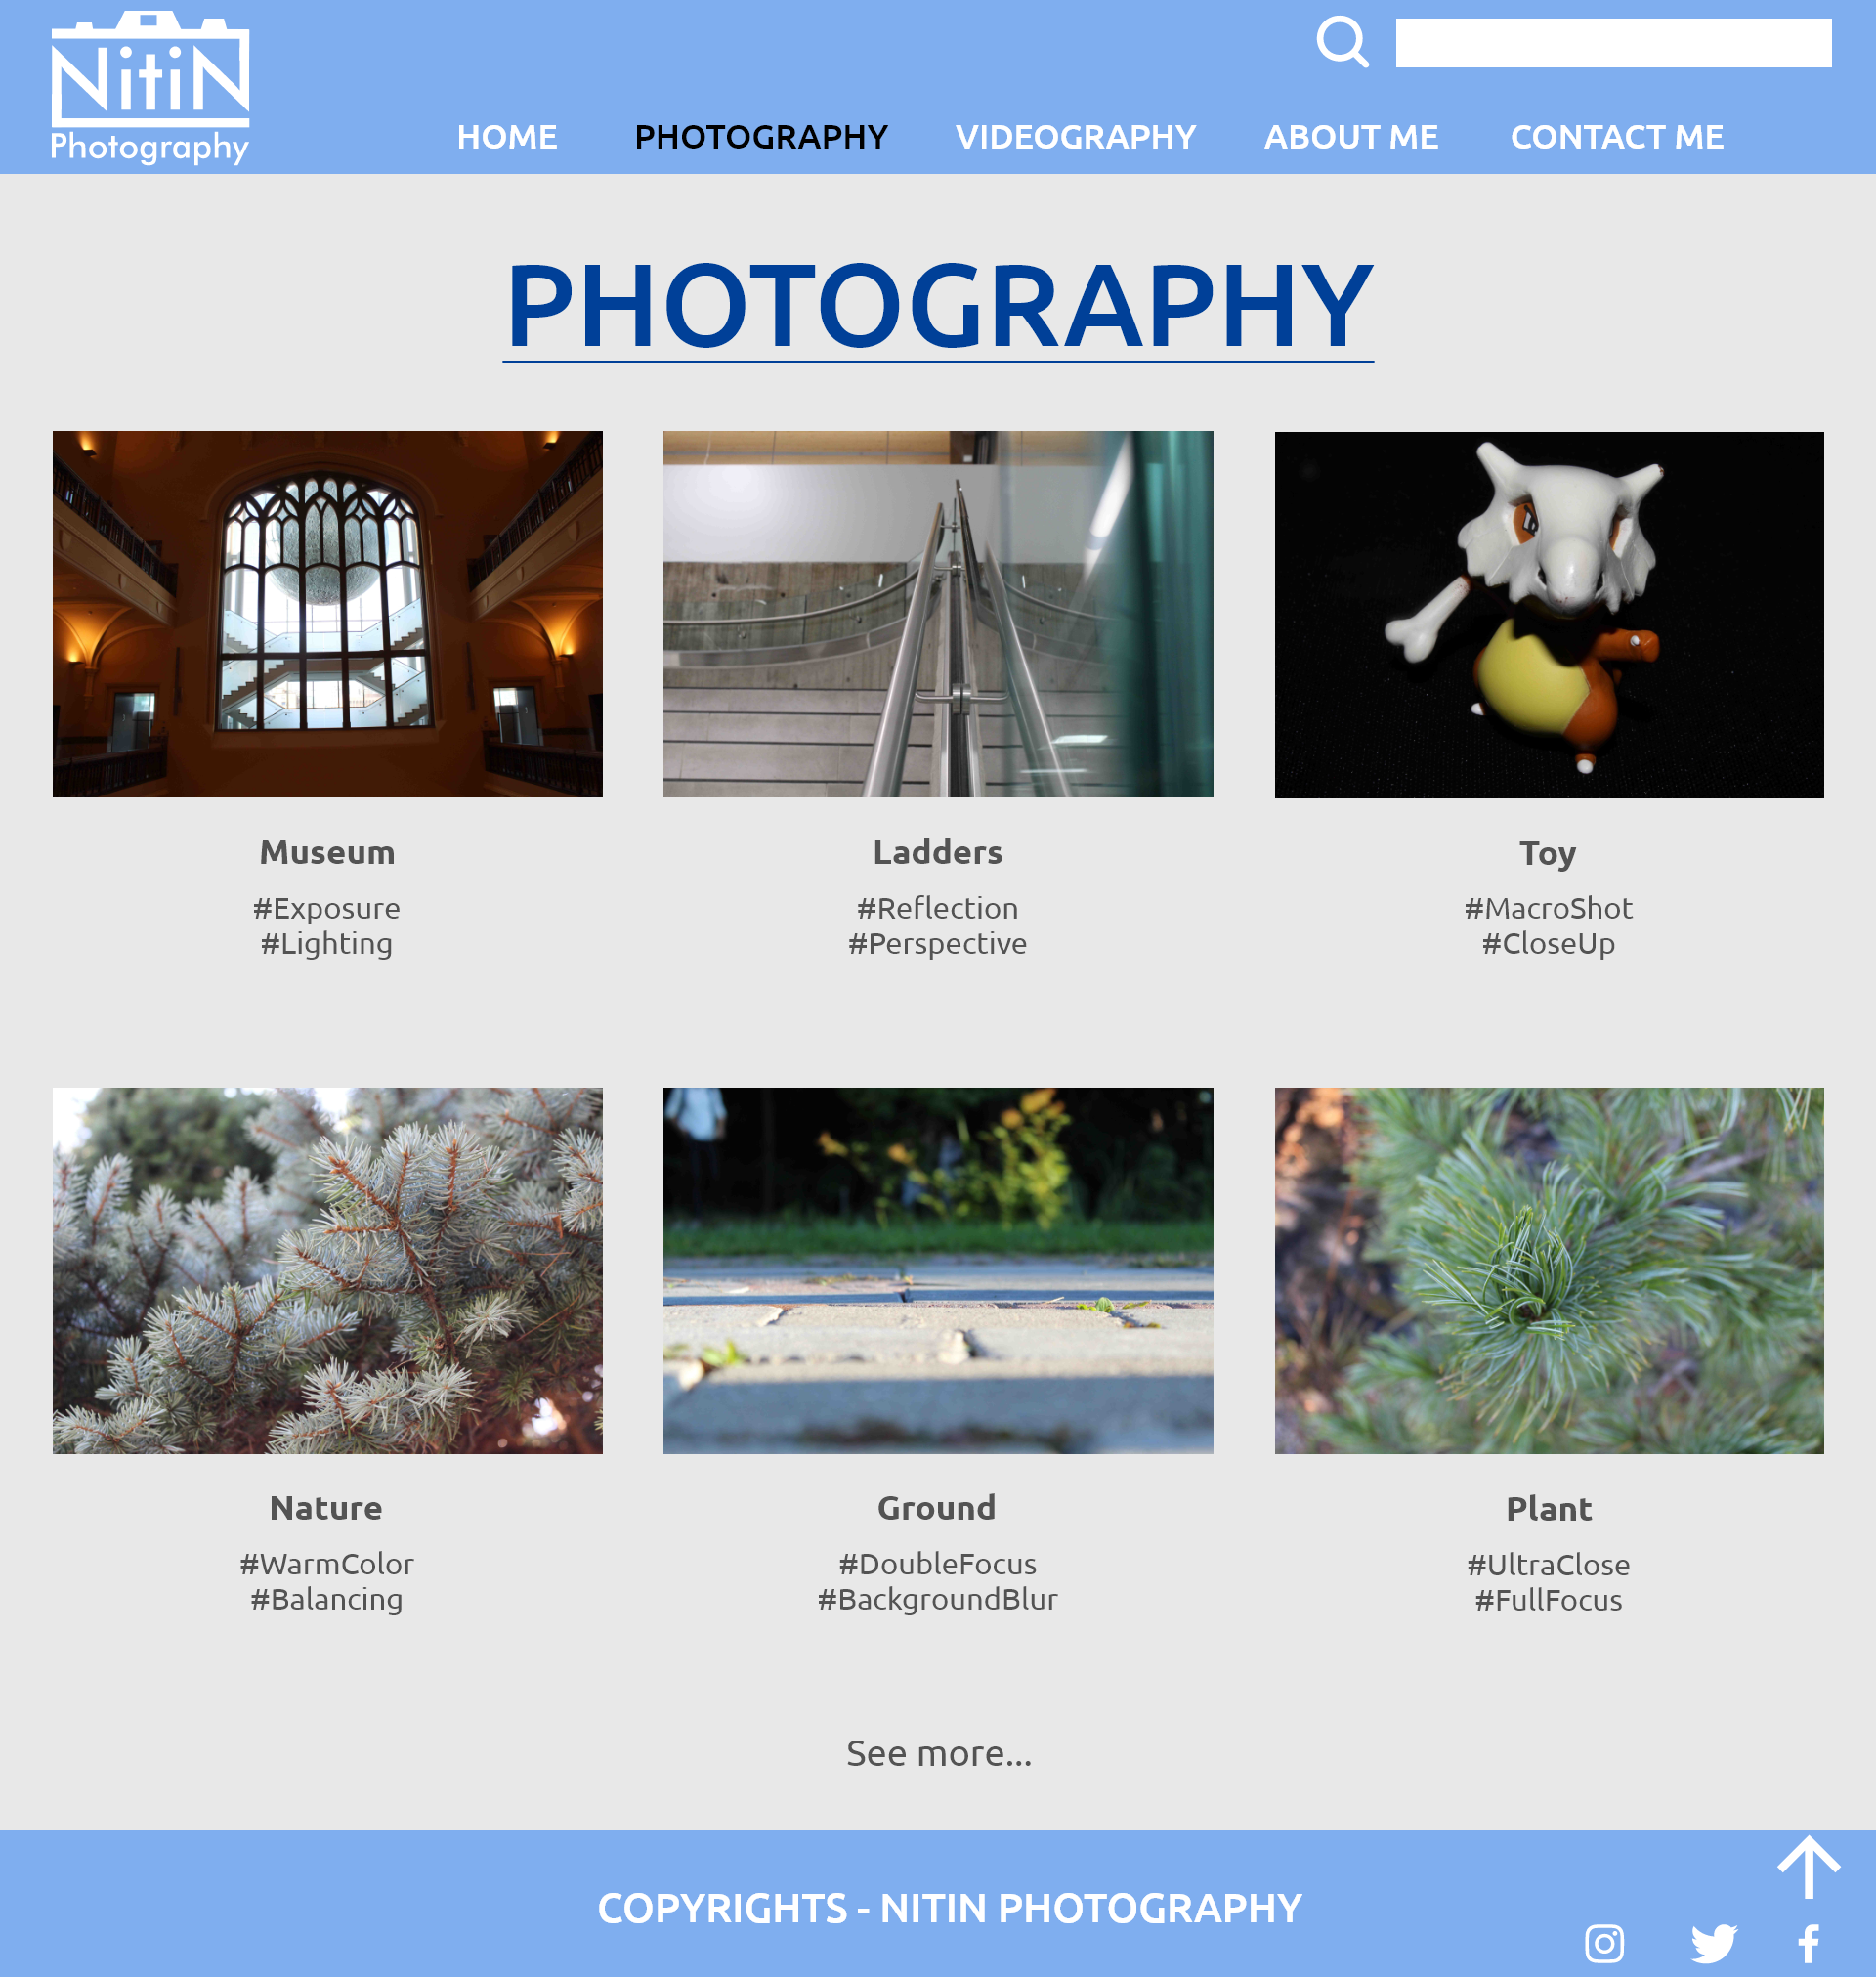 NitiN
Photography
HOME PHOTOGRAPHY VIDEOGRAPHY ABOUT ME CONTACT ME
PHOTOGRAPHY
Museum
#Exposure
#Lighting
Ladders
#Reflection
#Perspective
Toy
#MacroShot
#CloseUp
Nature
#WarmColor
#Balancing
Ground
#DoubleFocus
#BackgroundBlur
Plant
#UltraClose
#FullFocus
See more...
COPYRIGHTS - NITIN PHOTOGRAPHY